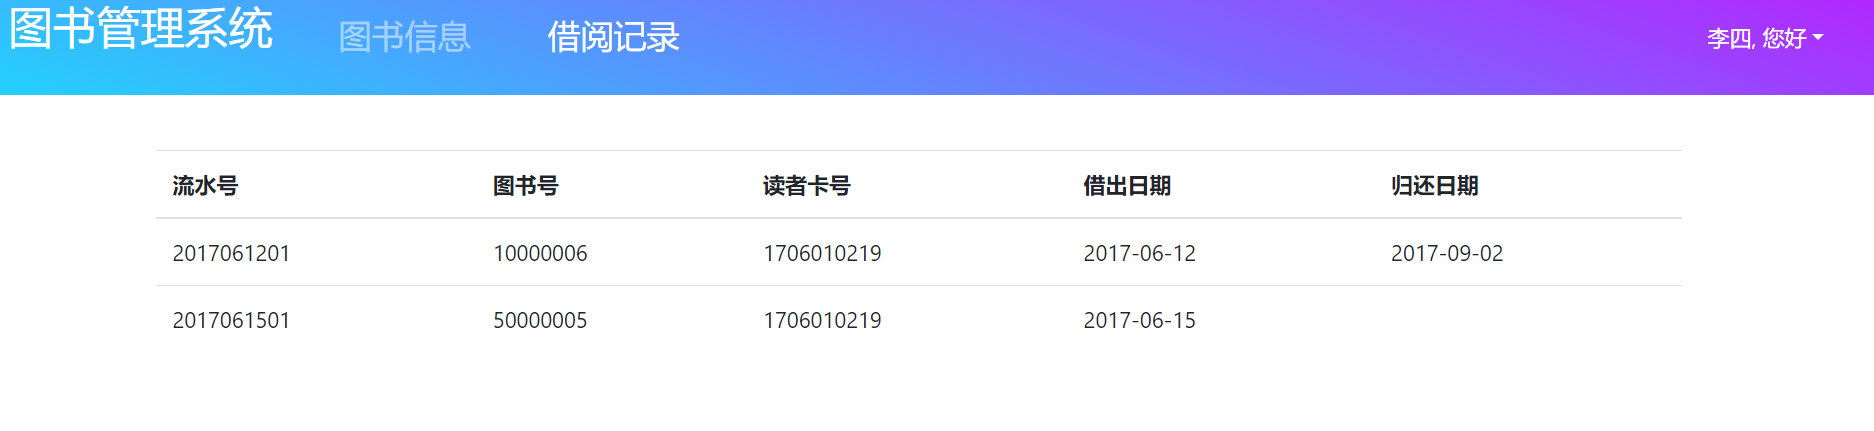 图书管理系统 图书信息 借阅记录 李四, 您好
流水号 图书号 读者卡号 借出日期 归还日期
2017061201 10000006 1706010219 2017-06-12 2017-09-02
2017061501 50000005 1706010219 2017-06-15